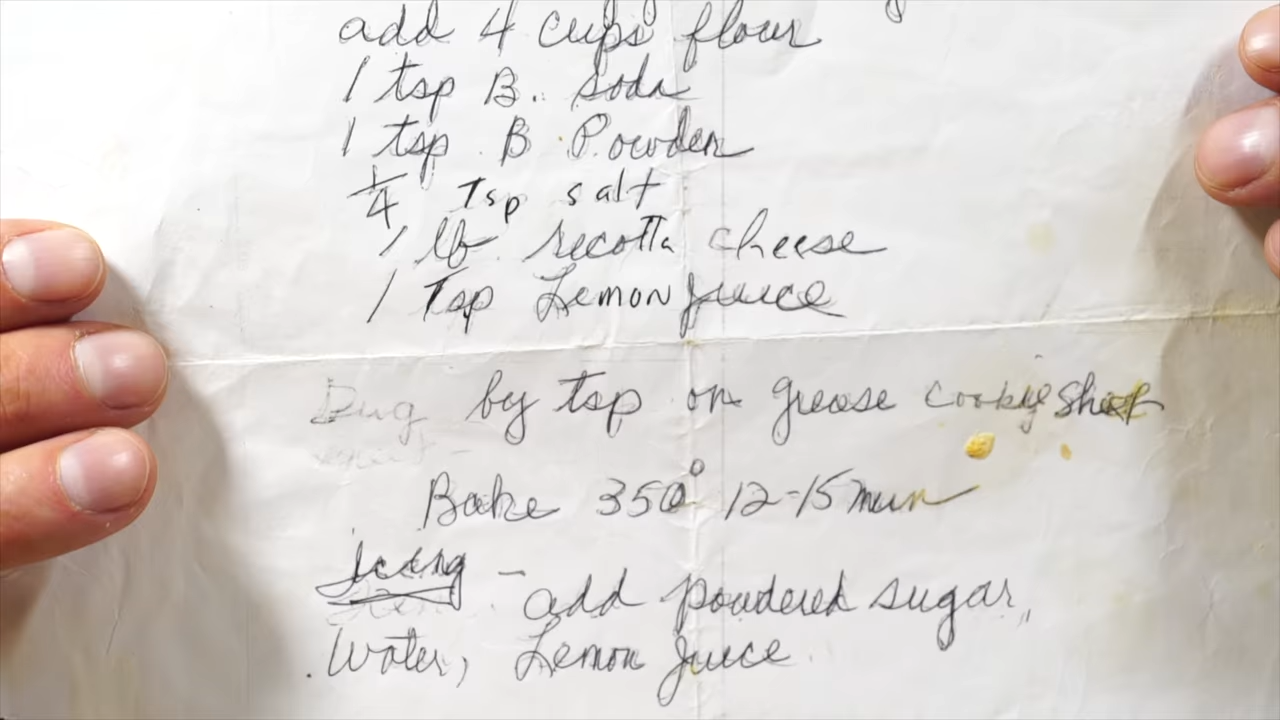 add 4 cups flour
1 tsp B. soda
1 tsp B Powder
1/4 Tsp salt
1 lb recotta cheese
1 Tsp Lemon Juice
by tsp on grease cookie sheet
Bake 350° 12-15 min
Icing - add powdered sugar,
Water, Lemon Juice